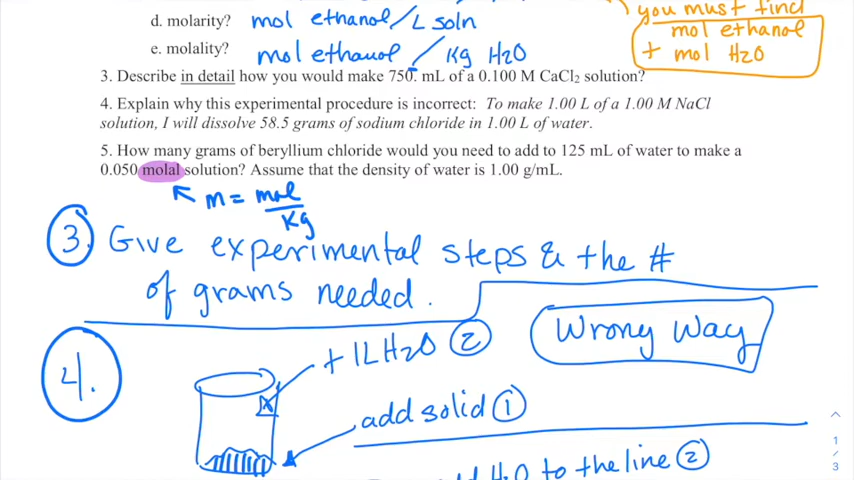 you must find
mol ethanol
+ mol H2O
d. molarity? mol ethanol/L soln
e. molality? mol ethanol/Kg H2O
3. Describe in detail how you would make 750. mL of a 0.100 M CaCl2 solution?
4. Explain why this experimental procedure is incorrect: To make 1.00 L of a 1.00 M NaCl
solution, I will dissolve 58.5 grams of sodium chloride in 1.00 L of water.
5. How many grams of beryllium chloride would you need to add to 125 mL of water to make a
0.050 molal solution? Assume that the density of water is 1.00 g/mL.
m = mol/Kg
3. Give experimental steps & the #
of grams needed.
4.
Wrong Way
+ 1L H2O 2
add solid 1
H2O to the line 2
1
/
3